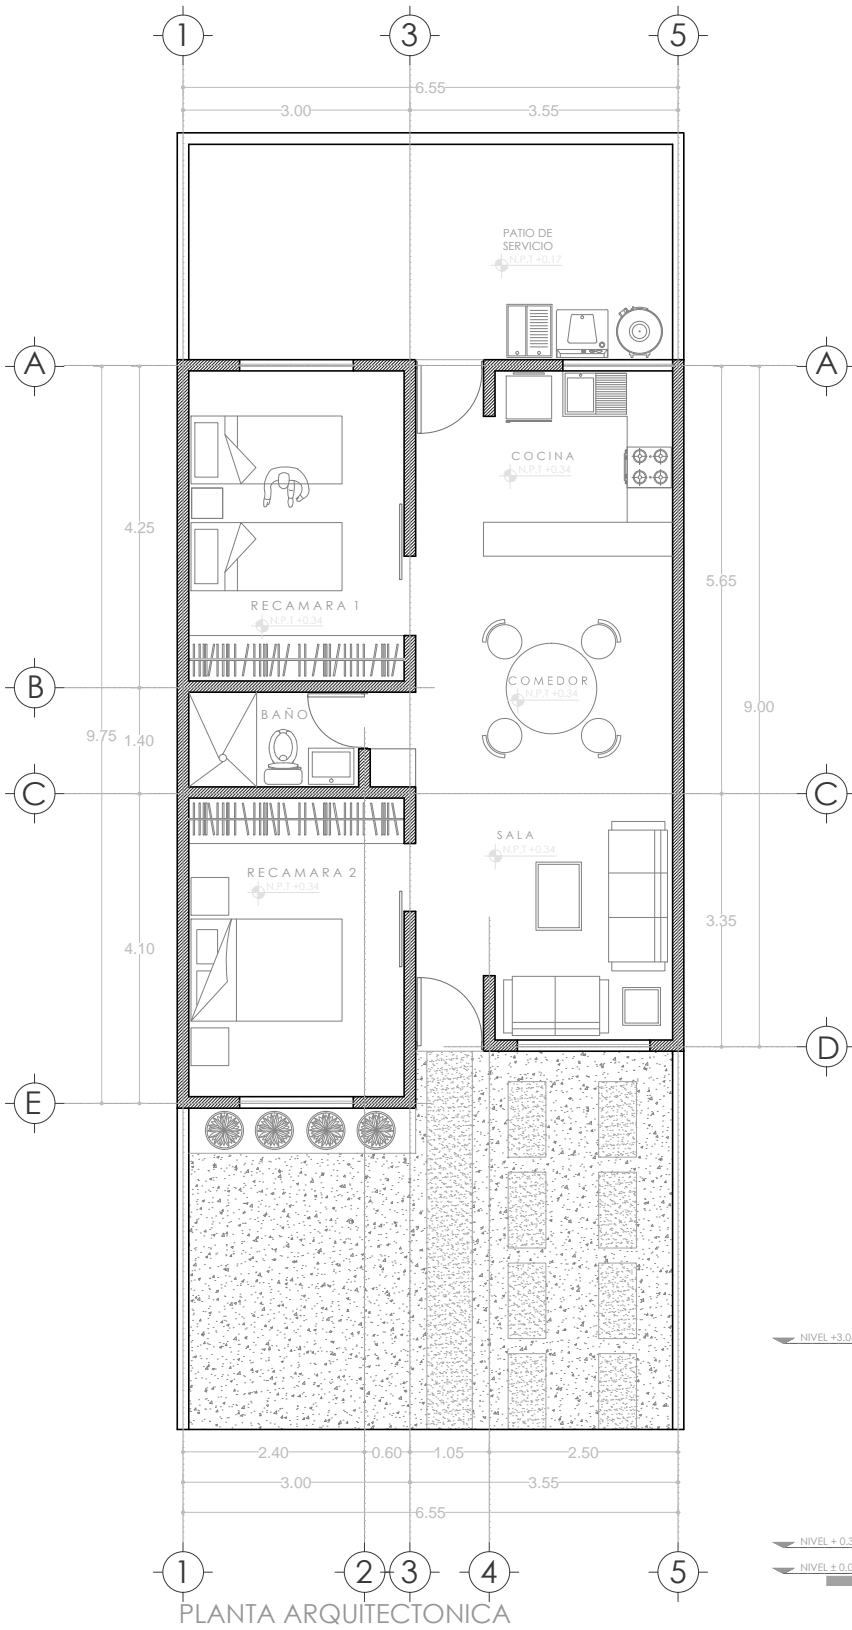 1 3 5
6.55
3.00 3.55
PATIO DE
SERVICIO
N.P.T +0.17
A A
COCINA
N.P.T +0.34
4.25
5.65
RECAMARA 1
N.P.T +0.34
B
COMEDOR
N.P.T +0.34
BAÑO
9.00
9.75 1.40
C C
SALA
N.P.T +0.34
RECAMARA 2
N.P.T +0.34
3.35
4.10
D
E
NIVEL +3.0
2.40 0.60 1.05 2.50
3.00 3.55
6.55
NIVEL + 0.3
NIVEL ± 0.0
1 2 3 4 5
PLANTA ARQUITECTONICA